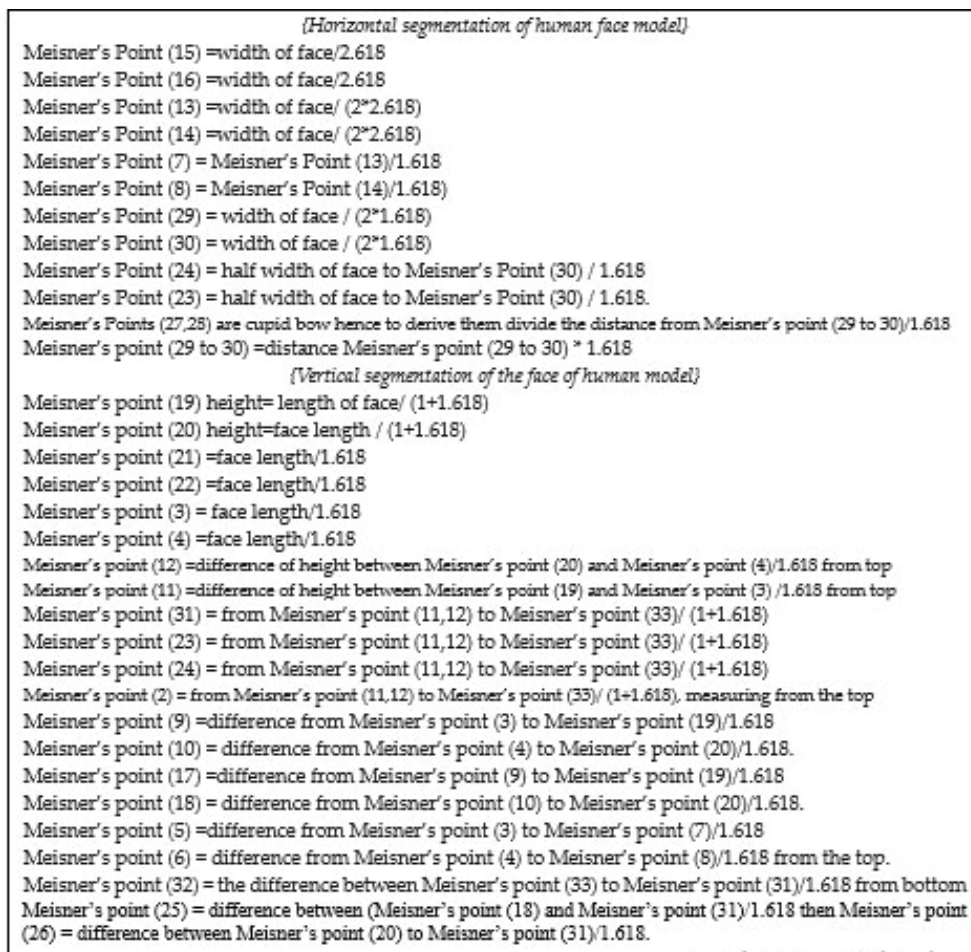 {Horizontal segmentation of human face model}
Meisner's Point (15) =width of face/2.618
Meisner's Point (16) =width of face/2.618
Meisner's Point (13) =width of face/ (2*2.618)
Meisner's Point (14) =width of face/ (2*2.618)
Meisner's Point (7) = Meisner's Point (13)/1.618
Meisner's Point (8) = Meisner's Point (14)/1.618)
Meisner's Point (29) = width of face / (2*1.618)
Meisner's Point (30) = width of face / (2*1.618)
Meisner's Point (24) = half width of face to Meisner's Point (30) / 1.618
Meisner's Point (23) = half width of face to Meisner's Point (30) / 1.618.
Meisner's Points (27,28) are cupid bow hence to derive them divide the distance from Meisner's point (29 to 30)/1.618
Meisner's point (29 to 30) =distance Meisner's point (29 to 30) * 1.618
{Vertical segmentation of the face of human model}
Meisner's point (19) height= length of face/ (1+1.618)
Meisner's point (20) height=face length / (1+1.618)
Meisner's point (21) =face length/1.618
Meisner's point (22) =face length/1.618
Meisner's point (3) = face length/1.618
Meisner's point (4) =face length/1.618
Meisner's point (12) =difference of height between Meisner's point (20) and Meisner's point (4)/1.618 from top
Meisner's point (11) =difference of height between Meisner's point (19) and Meisner's point (3) /1.618 from top
Meisner's point (31) = from Meisner's point (11,12) to Meisner's point (33)/ (1+1.618)
Meisner's point (23) = from Meisner's point (11,12) to Meisner's point (33)/ (1+1.618)
Meisner's point (24) = from Meisner's point (11,12) to Meisner's point (33)/ (1+1.618)
Meisner's point (2) = from Meisner's point (11,12) to Meisner's point (33)/ (1+1.618), measuring from the top
Meisner's point (9) =difference from Meisner's point (3) to Meisner's point (19)/1.618
Meisner's point (10) = difference from Meisner's point (4) to Meisner's point (20)/1.618.
Meisner's point (17) =difference from Meisner's point (9) to Meisner's point (19)/1.618
Meisner's point (18) = difference from Meisner's point (10) to Meisner's point (20)/1.618.
Meisner's point (5) =difference from Meisner's point (3) to Meisner's point (7)/1.618
Meisner's point (6) = difference from Meisner's point (4) to Meisner's point (8)/1.618 from the top.
Meisner's point (32) = the difference between Meisner's point (33) to Meisner's point (31)/1.618 from bottom
Meisner's point (25) = difference between (Meisner's point (18) and Meisner's point (31)/1.618 then Meisner's point
(26) = difference between Meisner's point (20) to Meisner's point (31)/1.618.